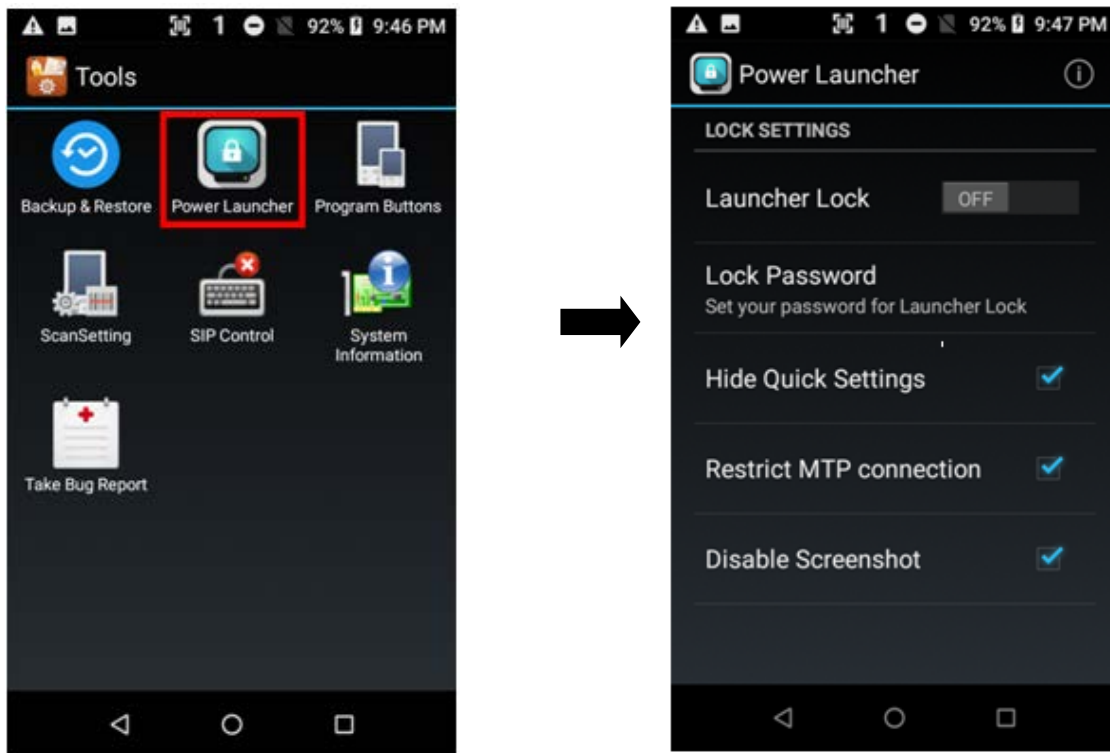 1 92% 9:46 PM
Tools
Backup & Restore Power Launcher Program Buttons
ScanSetting SIP Control System
Information
Take Bug Report
1 92% 9:47 PM
Power Launcher
LOCK SETTINGS
Launcher Lock OFF
Lock Password
Set your password for Launcher Lock
Hide Quick Settings
Restrict MTP connection
Disable Screenshot